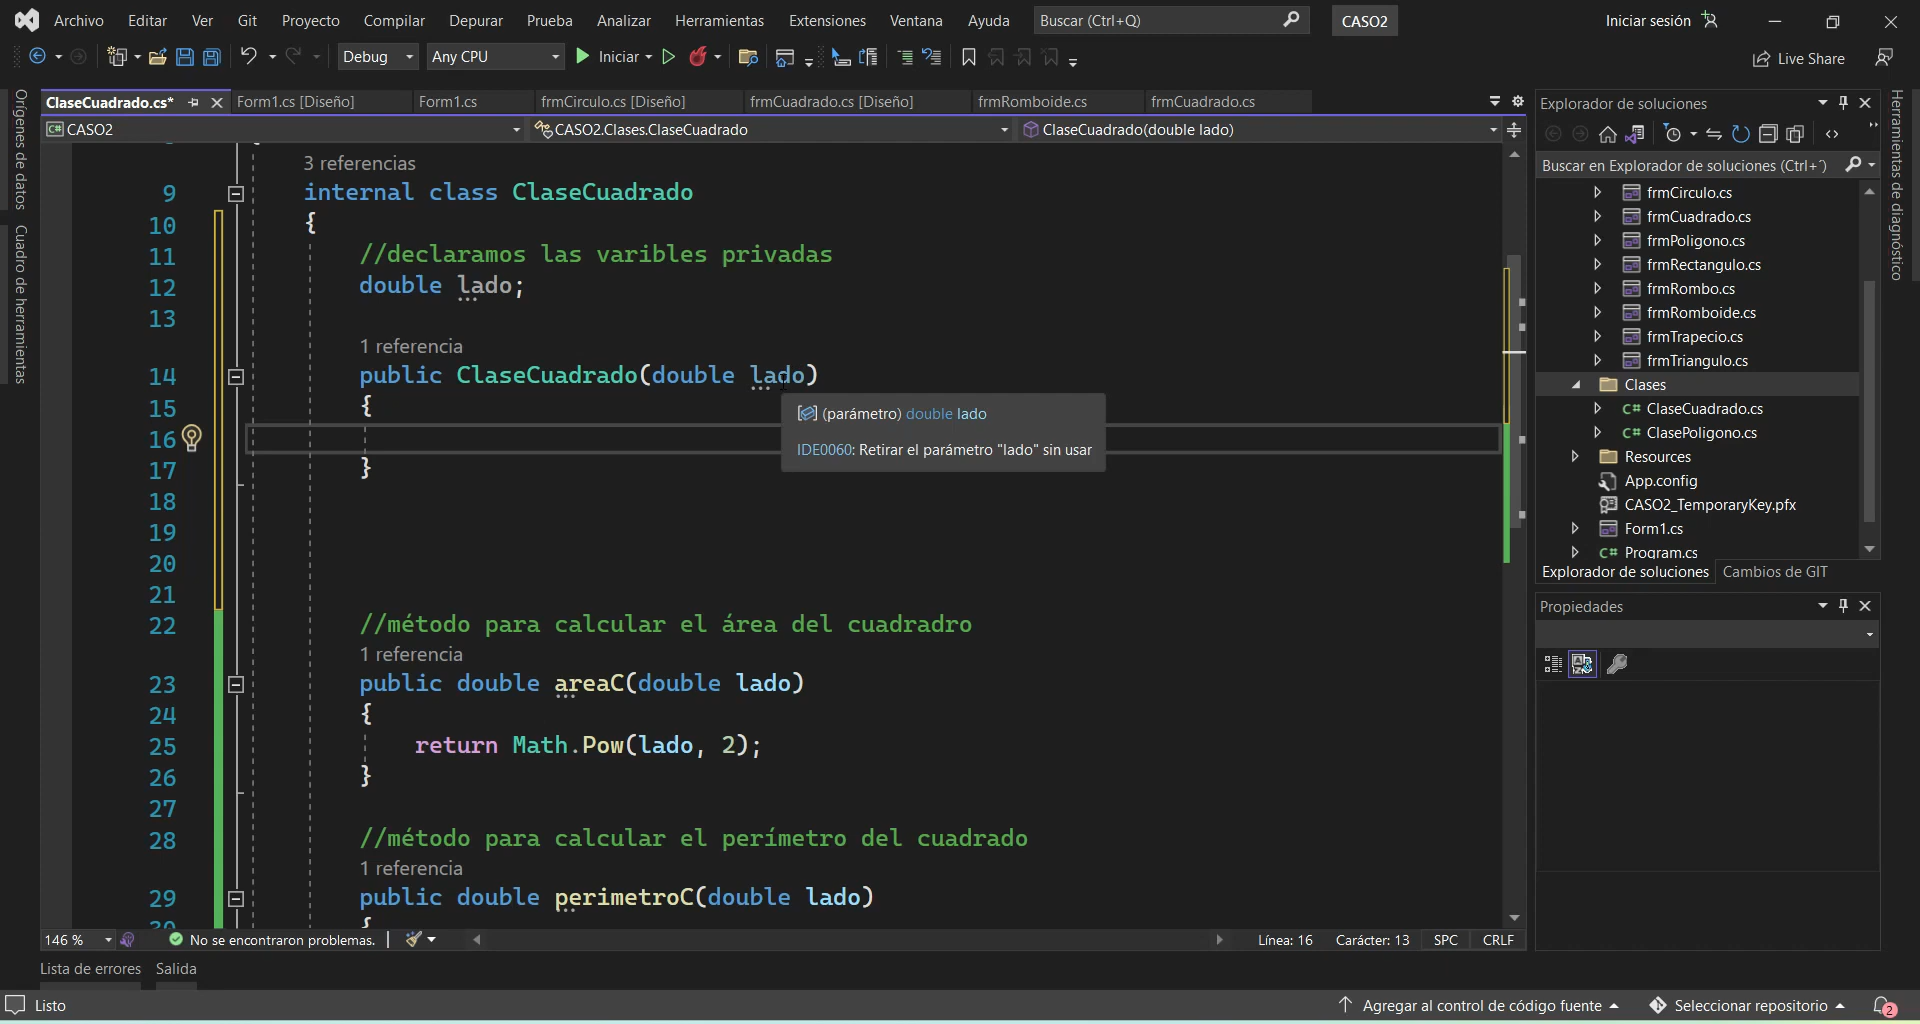 Archivo Editar Ver Git Proyecto Compilar Depurar Prueba Analizar Herramientas Extensiones Ventana Ayuda Buscar (Ctrl+Q) CASO2 Iniciar sesión
Debug Any CPU Iniciar Live Share
Orígenes de datos
Cuadro de herramientas
ClaseCuadrado.cs* Form1.cs [Diseño] Form1.cs frmCirculo.cs [Diseño] frmCuadrado.cs [Diseño] frmRomboide.cs frmCuadrado.cs
C# CASO2 CASO2.Clases.ClaseCuadrado ClaseCuadrado(double lado)
3 referencias
9 internal class ClaseCuadrado
10 {
11 //declaramos las varibles privadas
12 double lado;
13
1 referencia
14 public ClaseCuadrado(double lado)
15 {
16
17 }
18
19
20
21
22 //método para calcular el área del cuadradro
1 referencia
23 public double areaC(double lado)
24 {
25 return Math.Pow(lado, 2);
26 }
27
28 //método para calcular el perímetro del cuadrado
1 referencia
29 public double perimetroC(double lado)
30 {
(parámetro) double lado
IDE0060: Retirar el parámetro "lado" sin usar
146 % No se encontraron problemas. Línea: 16 Carácter: 13 SPC CRLF
Lista de errores Salida
Explorador de soluciones
Buscar en Explorador de soluciones (Ctrl+´)
frmCirculo.cs
frmCuadrado.cs
frmPoligono.cs
frmRectangulo.cs
frmRombo.cs
frmRomboide.cs
frmTrapecio.cs
frmTriangulo.cs
Clases
C# ClaseCuadrado.cs
C# ClasePoligono.cs
Resources
App.config
CASO2_TemporaryKey.pfx
Form1.cs
C# Program.cs
Explorador de soluciones Cambios de GIT
Propiedades
Herramientas de diagnóstico
Listo Agregar al control de código fuente Seleccionar repositorio 2